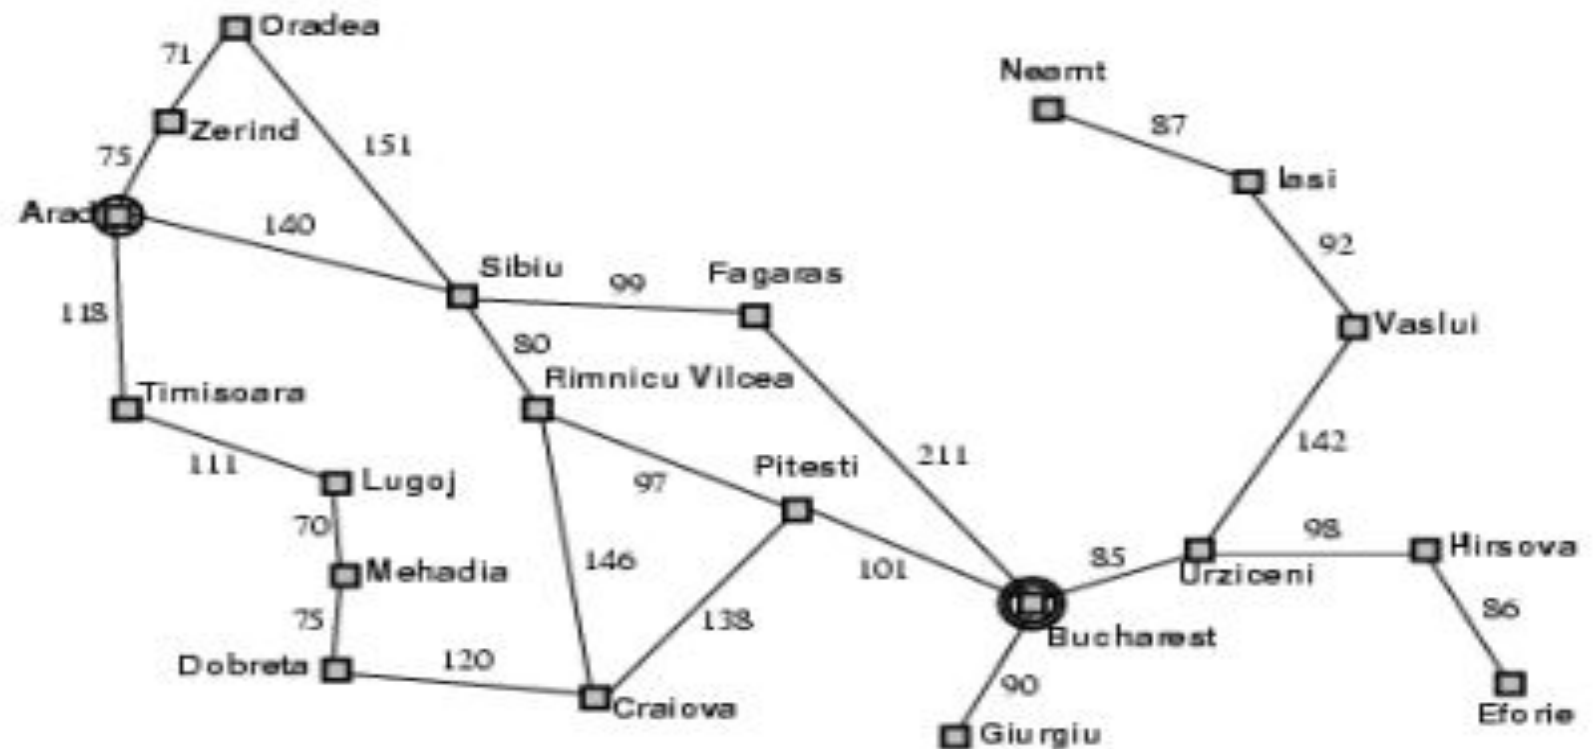 Oradea
71
Neamt
Zerind
87
151
75
Iasi
Arad
140
92
Sibiu
99
Fagaras
118
80
Vaslui
Timisoara
Rimnicu Vilcea
142
111
211
Lugoj
97
Pitesti
70
98
Hirsova
Mehadia
146
101
85
Urziceni
75
138
86
Bucharest
Dobreta
120
90
Craiova
Eforie
Giurgiu